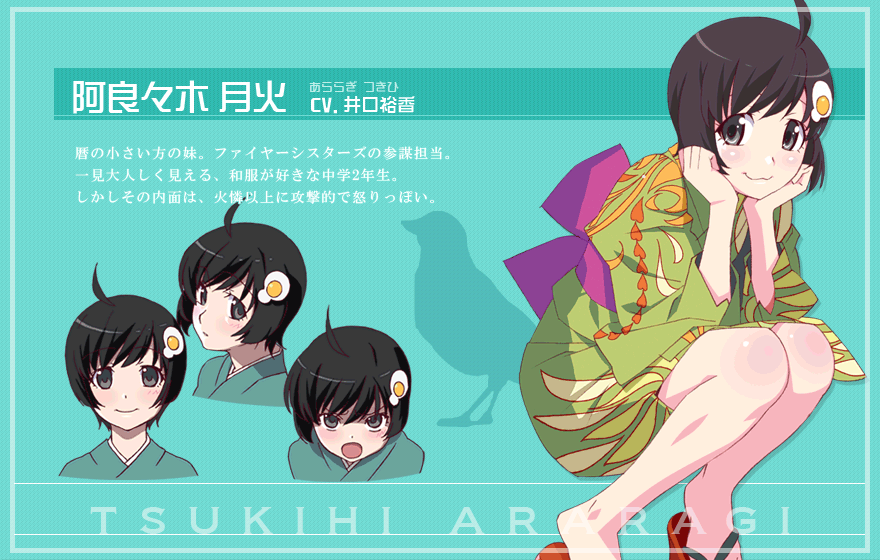 阿良々木 月火
あららぎ つきひ
CV.井口裕香
暦の小さい方の妹。ファイヤーシスターズの参謀担当。
一見大人しく見える、和服が好きな中学2年生。
しかしその内面は、火憐以上に攻撃的で怒りっぽい。
TSUKIHI ARARAGI